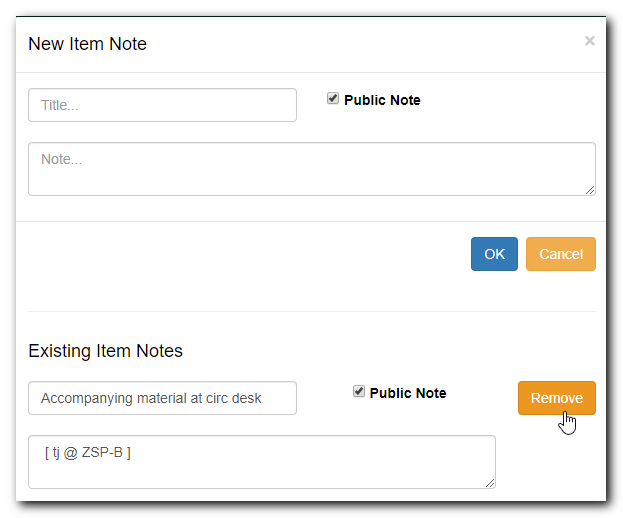 New Item Note ×
Title... Public Note
Note...
OK Cancel
Existing Item Notes
Accompanying material at circ desk Public Note Remove
[ tj @ ZSP-B ]